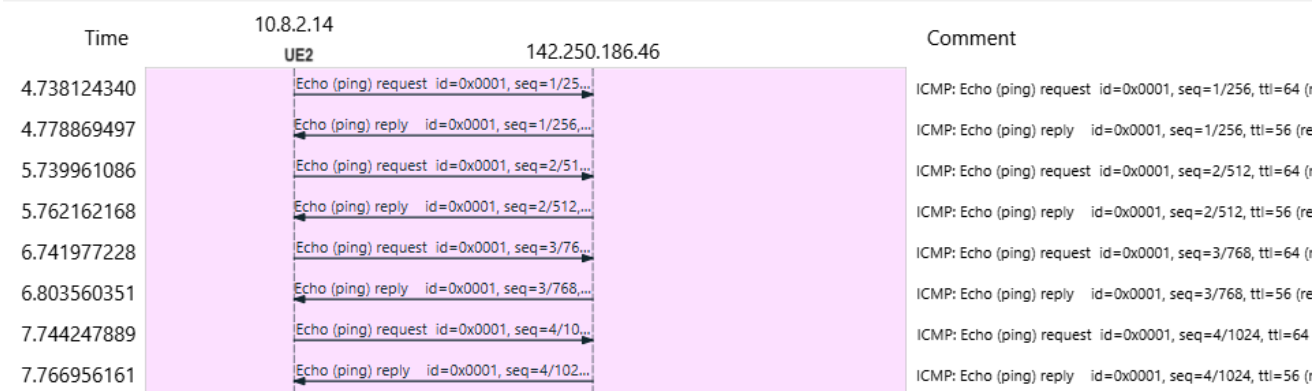 10.8.2.14
Time UE2 142.250.186.46 Comment
4.738124340 Echo (ping) request id=0x0001, seq=1/25... ICMP: Echo (ping) request id=0x0001, seq=1/256, ttl=64 (
4.778869497 Echo (ping) reply id=0x0001, seq=1/256,... ICMP: Echo (ping) reply id=0x0001, seq=1/256, ttl=56 (re
5.739961086 Echo (ping) request id=0x0001, seq=2/51... ICMP: Echo (ping) request id=0x0001, seq=2/512, ttl=64 (
5.762162168 Echo (ping) reply id=0x0001, seq=2/512,... ICMP: Echo (ping) reply id=0x0001, seq=2/512, ttl=56 (re
6.741977228 Echo (ping) request id=0x0001, seq=3/76... ICMP: Echo (ping) request id=0x0001, seq=3/768, ttl=64 (
6.803560351 Echo (ping) reply id=0x0001, seq=3/768,... ICMP: Echo (ping) reply id=0x0001, seq=3/768, ttl=56 (re
7.744247889 Echo (ping) request id=0x0001, seq=4/10... ICMP: Echo (ping) request id=0x0001, seq=4/1024, ttl=64
7.766956161 Echo (ping) reply id=0x0001, seq=4/102... ICMP: Echo (ping) reply id=0x0001, seq=4/1024, ttl=56 (